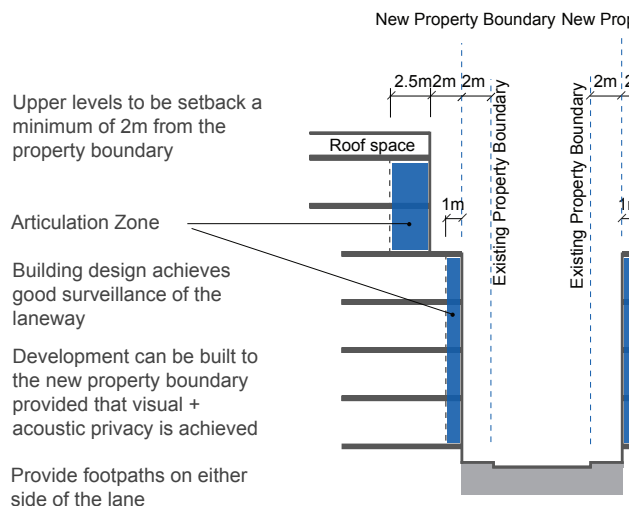 New Property Boundary New Prop
2.5m 2m 2m 2m 2
Upper levels to be setback a
minimum of 2m from the
property boundary
Roof space
Existing Property Boundary
Existing Property Boundary
1m
1m
Articulation Zone
Building design achieves
good surveillance of the
laneway
Development can be built to
the new property boundary
provided that visual +
acoustic privacy is achieved
Provide footpaths on either
side of the lane